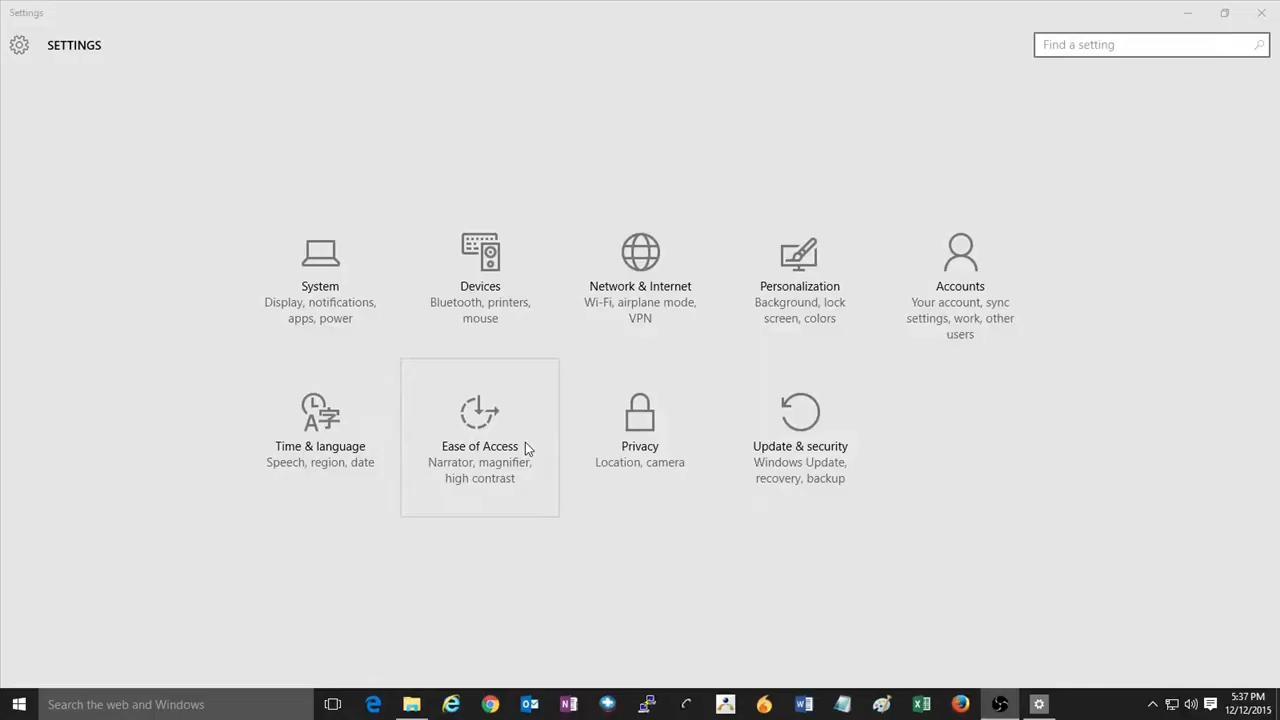 Settings
SETTINGS
Find a setting
System
Display, notifications,
apps, power
Devices
Bluetooth, printers,
mouse
Network & Internet
Wi-Fi, airplane mode,
VPN
Personalization
Background, lock
screen, colors
Accounts
Your account, sync
settings, work, other
users
Time & language
Speech, region, date
Ease of Access
Narrator, magnifier,
high contrast
Privacy
Location, camera
Update & security
Windows Update,
recovery, backup
Search the web and Windows
5:37 PM
12/12/2015